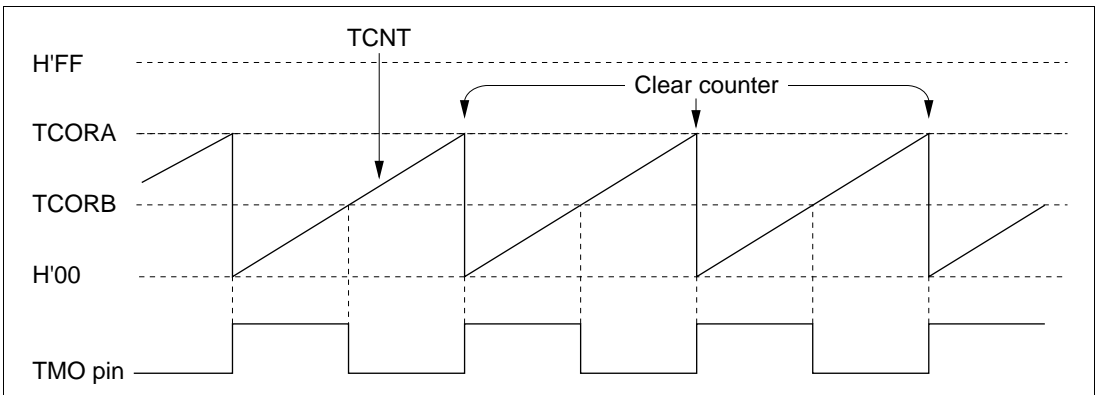 TCNT
H'FF
Clear counter
TCORA
TCORB
H'00
TMO pin